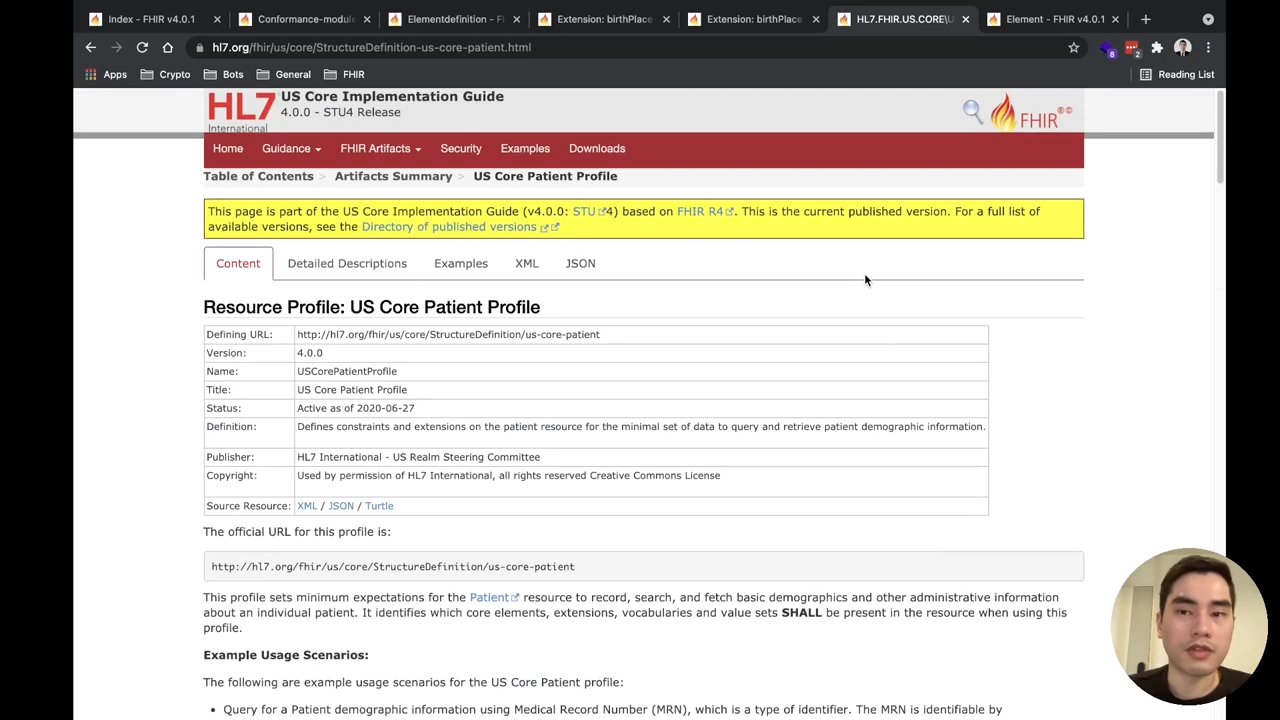 Index - FHIR v4.0.1
Conformance-module
Elementdefinition - F
Extension: birthPlace
Extension: birthPlace
HL7.FHIR.US.CORE\U
Element - FHIR v4.0.1
hl7.org/fhir/us/core/StructureDefinition-us-core-patient.html
8
2
Apps
Crypto
Bots
General
FHIR
Reading List
HL7
International
US Core Implementation Guide
4.0.0 - STU4 Release
FHIR®©
Home
Guidance
FHIR Artifacts
Security
Examples
Downloads
Table of Contents > Artifacts Summary > US Core Patient Profile
This page is part of the US Core Implementation Guide (v4.0.0: STU 4) based on FHIR R4. This is the current published version. For a full list of
available versions, see the Directory of published versions
Content
Detailed Descriptions
Examples
XML
JSON
Resource Profile: US Core Patient Profile
Defining URL: http://hl7.org/fhir/us/core/StructureDefinition/us-core-patient
Version: 4.0.0
Name: USCorePatientProfile
Title: US Core Patient Profile
Status: Active as of 2020-06-27
Definition: Defines constraints and extensions on the patient resource for the minimal set of data to query and retrieve patient demographic information.
Publisher: HL7 International - US Realm Steering Committee
Copyright: Used by permission of HL7 International, all rights reserved Creative Commons License
Source Resource: XML / JSON / Turtle
The official URL for this profile is:
http://hl7.org/fhir/us/core/StructureDefinition/us-core-patient
This profile sets minimum expectations for the Patient resource to record, search, and fetch basic demographics and other administrative information
about an individual patient. It identifies which core elements, extensions, vocabularies and value sets SHALL be present in the resource when using this
profile.
Example Usage Scenarios:
The following are example usage scenarios for the US Core Patient profile:
• Query for a Patient demographic information using Medical Record Number (MRN), which is a type of identifier. The MRN is identifiable by